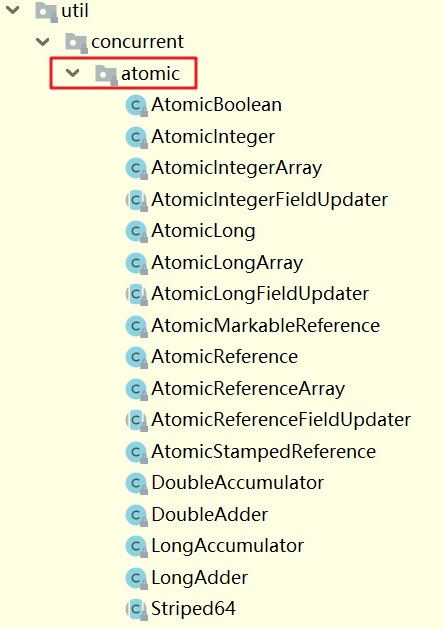 util
concurrent
atomic
AtomicBoolean
AtomicInteger
AtomicIntegerArray
AtomicIntegerFieldUpdater
AtomicLong
AtomicLongArray
AtomicLongFieldUpdater
AtomicMarkableReference
AtomicReference
AtomicReferenceArray
AtomicReferenceFieldUpdater
AtomicStampedReference
DoubleAccumulator
DoubleAdder
LongAccumulator
LongAdder
Striped64